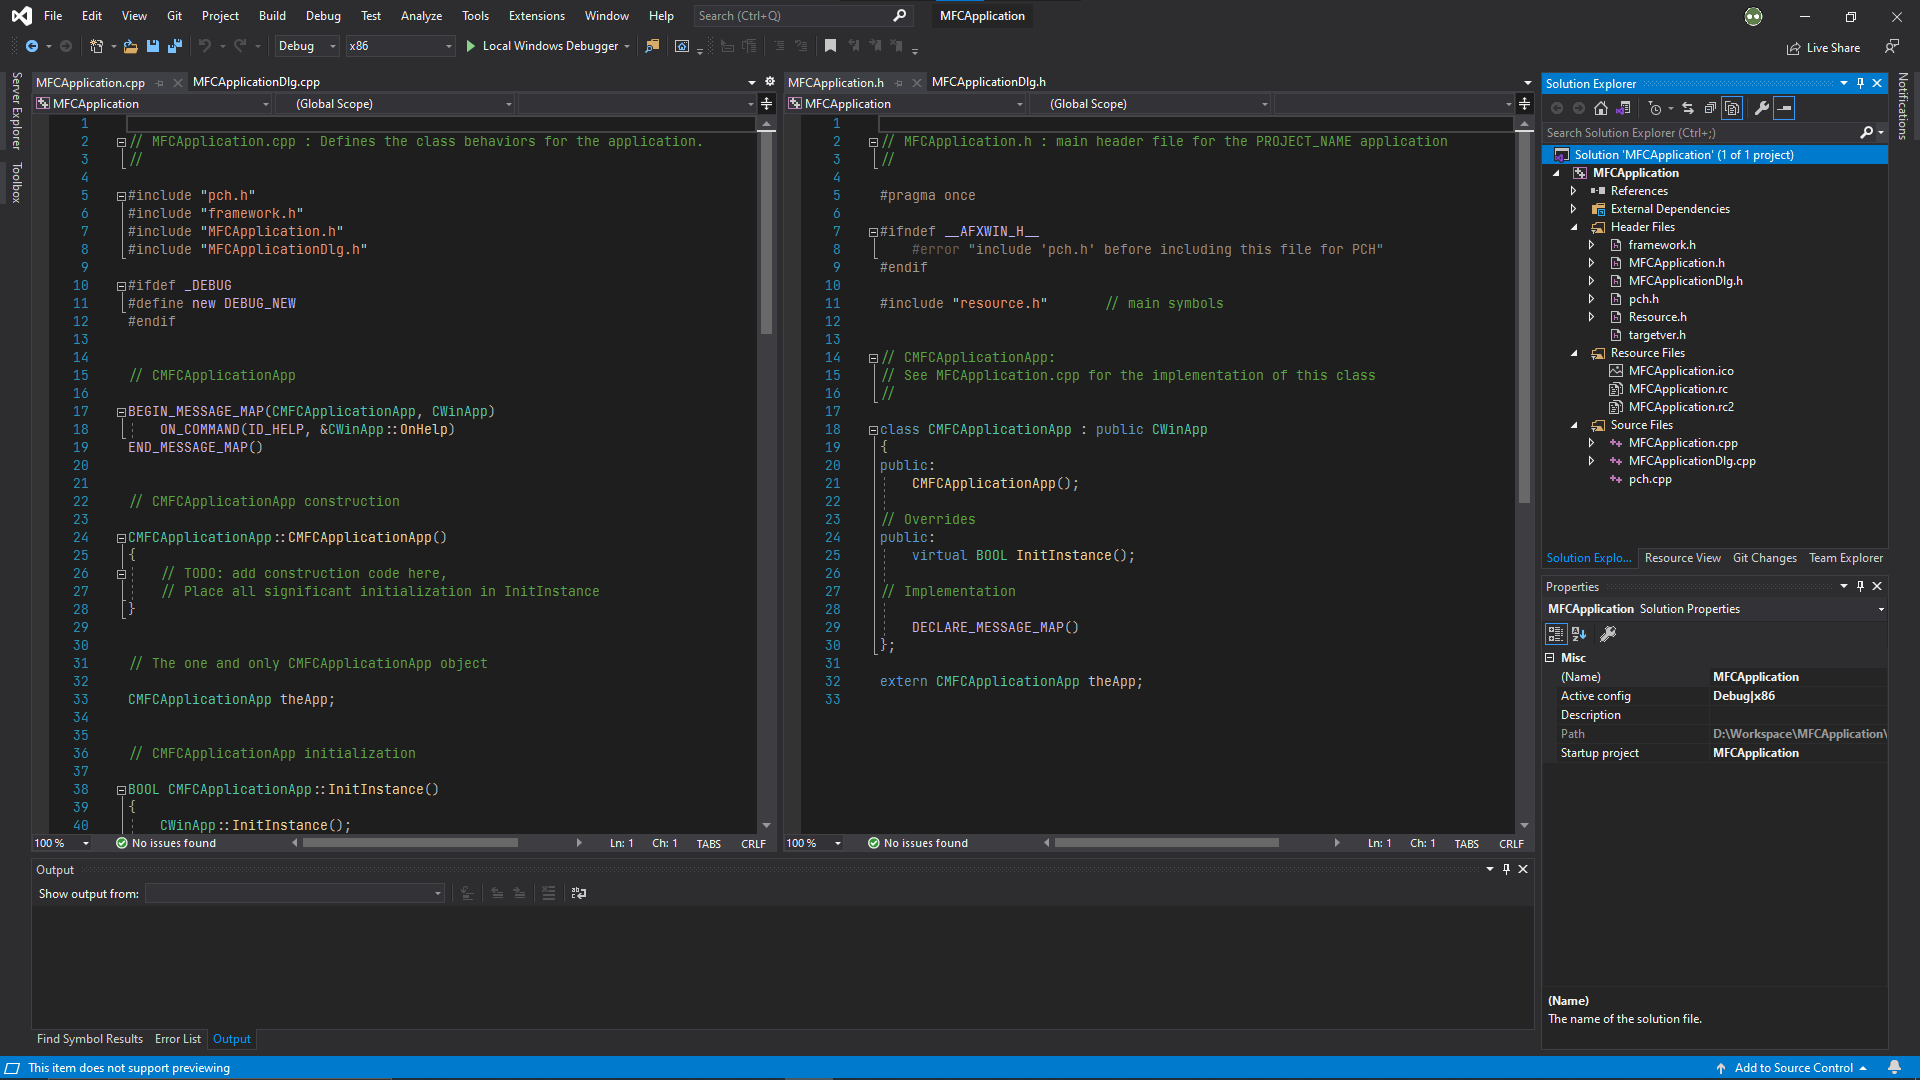 File Edit View Git Project Build Debug Test Analyze Tools Extensions Window Help Search (Ctrl+Q) MFCApplication
Debug x86 Local Windows Debugger Live Share
Server Explorer
Toolbox
MFCApplication.cpp MFCApplicationDlg.cpp
MFCApplication (Global Scope)
1
2 // MFCApplication.cpp : Defines the class behaviors for the application.
3 //
4
5 #include "pch.h"
6 #include "framework.h"
7 #include "MFCApplication.h"
8 #include "MFCApplicationDlg.h"
9
10 #ifdef _DEBUG
11 #define new DEBUG_NEW
12 #endif
13
14
15 // CMFCApplicationApp
16
17 BEGIN_MESSAGE_MAP(CMFCApplicationApp, CWinApp)
18 ON_COMMAND(ID_HELP, &CWinApp::OnHelp)
19 END_MESSAGE_MAP()
20
21
22 // CMFCApplicationApp construction
23
24 CMFCApplicationApp::CMFCApplicationApp()
25 {
26 // TODO: add construction code here,
27 // Place all significant initialization in InitInstance
28 }
29
30
31 // The one and only CMFCApplicationApp object
32
33 CMFCApplicationApp theApp;
34
35
36 // CMFCApplicationApp initialization
37
38 BOOL CMFCApplicationApp::InitInstance()
39 {
40 CWinApp::InitInstance();
100 % No issues found Ln: 1 Ch: 1 TABS CRLF
MFCApplication.h MFCApplicationDlg.h
MFCApplication (Global Scope)
1
2 // MFCApplication.h : main header file for the PROJECT_NAME application
3 //
4
5 #pragma once
6
7 #ifndef __AFXWIN_H__
8 #error "include 'pch.h' before including this file for PCH"
9 #endif
10
11 #include "resource.h" // main symbols
12
13
14 // CMFCApplicationApp:
15 // See MFCApplication.cpp for the implementation of this class
16 //
17
18 class CMFCApplicationApp : public CWinApp
19 {
20 public:
21 CMFCApplicationApp();
22
23 // Overrides
24 public:
25 virtual BOOL InitInstance();
26
27 // Implementation
28
29 DECLARE_MESSAGE_MAP()
30 };
31
32 extern CMFCApplicationApp theApp;
33
100 % No issues found Ln: 1 Ch: 1 TABS CRLF
Solution Explorer
Search Solution Explorer (Ctrl+;)
Solution 'MFCApplication' (1 of 1 project)
MFCApplication
References
External Dependencies
Header Files
framework.h
MFCApplication.h
MFCApplicationDlg.h
pch.h
Resource.h
targetver.h
Resource Files
MFCApplication.ico
MFCApplication.rc
MFCApplication.rc2
Source Files
MFCApplication.cpp
MFCApplicationDlg.cpp
pch.cpp
Solution Explo... Resource View Git Changes Team Explorer
Notifications
Properties
MFCApplication Solution Properties
Misc
(Name) MFCApplication
Active config Debug|x86
Description
Path D:\Workspace\MFCApplication\
Startup project MFCApplication
(Name)
The name of the solution file.
Output
Show output from:
Find Symbol Results Error List Output
This item does not support previewing Add to Source Control